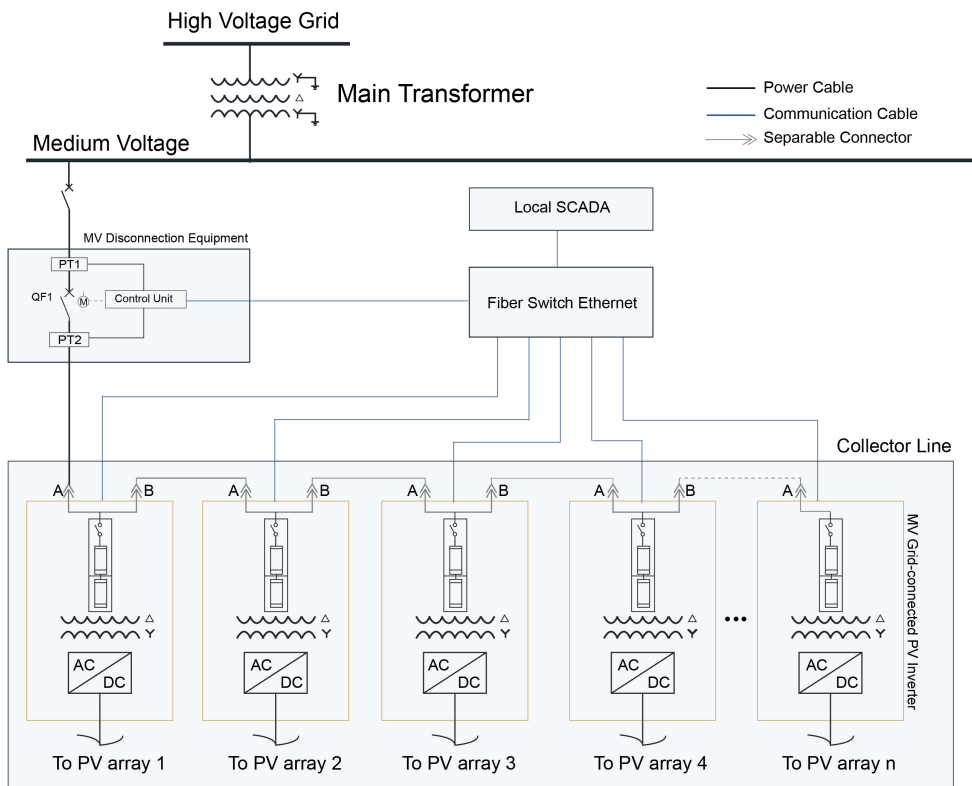 High Voltage Grid
Main Transformer
Power Cable
Communication Cable
Separable Connector
Medium Voltage
Local SCADA
MV Disconnection Equipment
PT1
QF1
M
Control Unit
Fiber Switch Ethernet
PT2
Collector Line
A
B
A
B
A
B
A
B
A
MV Grid-connected PV Inverter
AC
DC
AC
DC
AC
DC
AC
DC
AC
DC
To PV array 1
To PV array 2
To PV array 3
To PV array 4
To PV array n